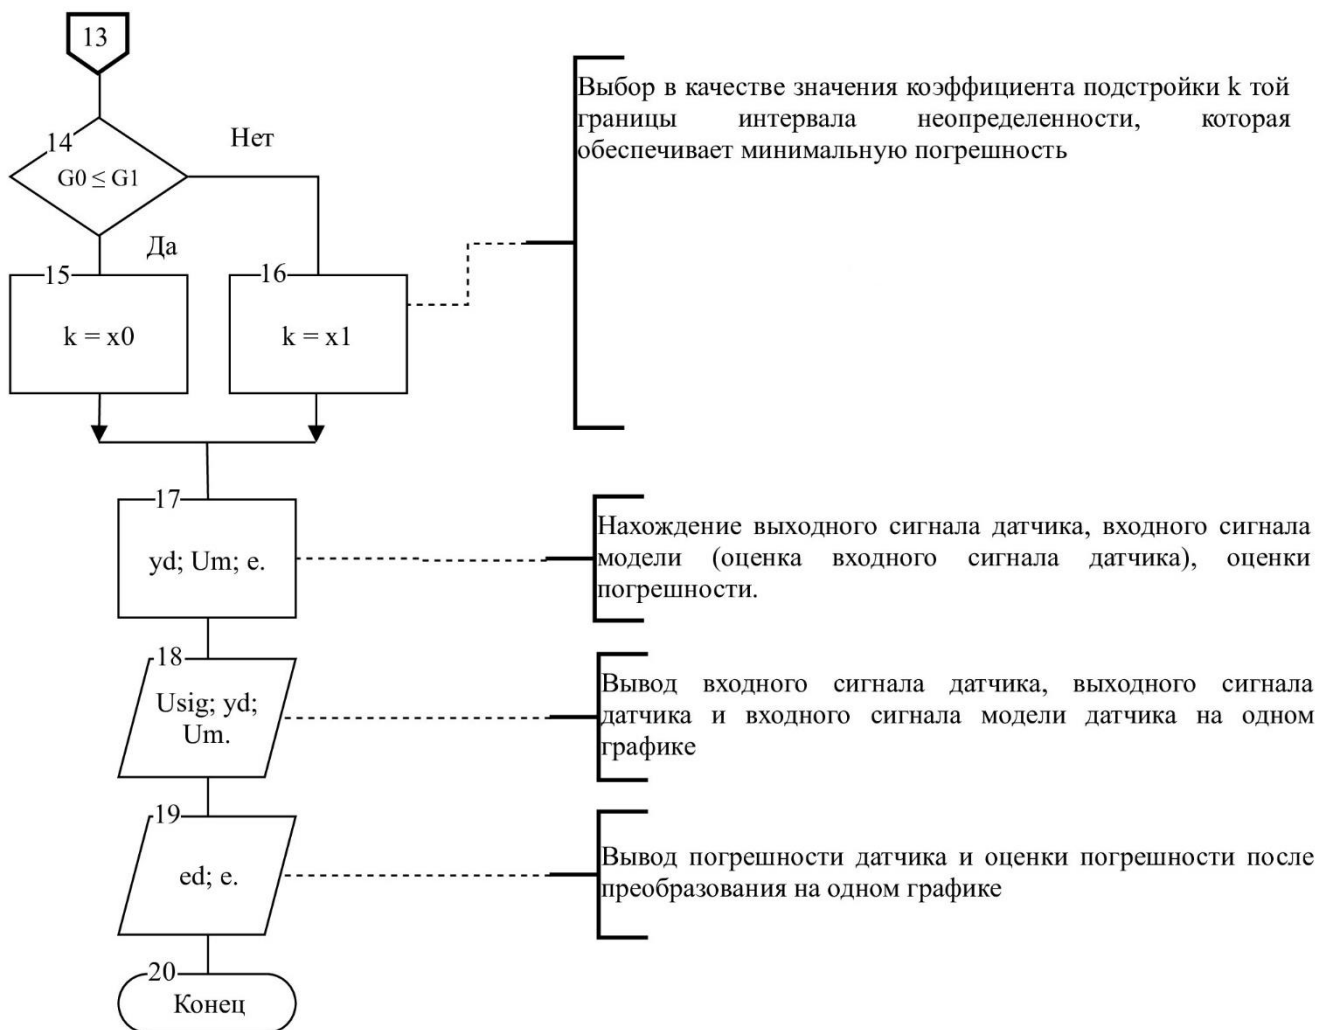 13
14
G0 ≤ G1
Нет
Да
Выбор в качестве значения коэффициента подстройки k той
границы интервала неопределенности, которая
обеспечивает минимальную погрешность
15
k = x0
16
k = x1
17
yd; Um; e.
Нахождение выходного сигнала датчика, входного сигнала
модели (оценка входного сигнала датчика), оценки
погрешности.
18
Usig; yd;
Um.
Вывод входного сигнала датчика, выходного сигнала
датчика и входного сигнала модели датчика на одном
графике
19
ed; e.
Вывод погрешности датчика и оценки погрешности после
преобразования на одном графике
20
Конец